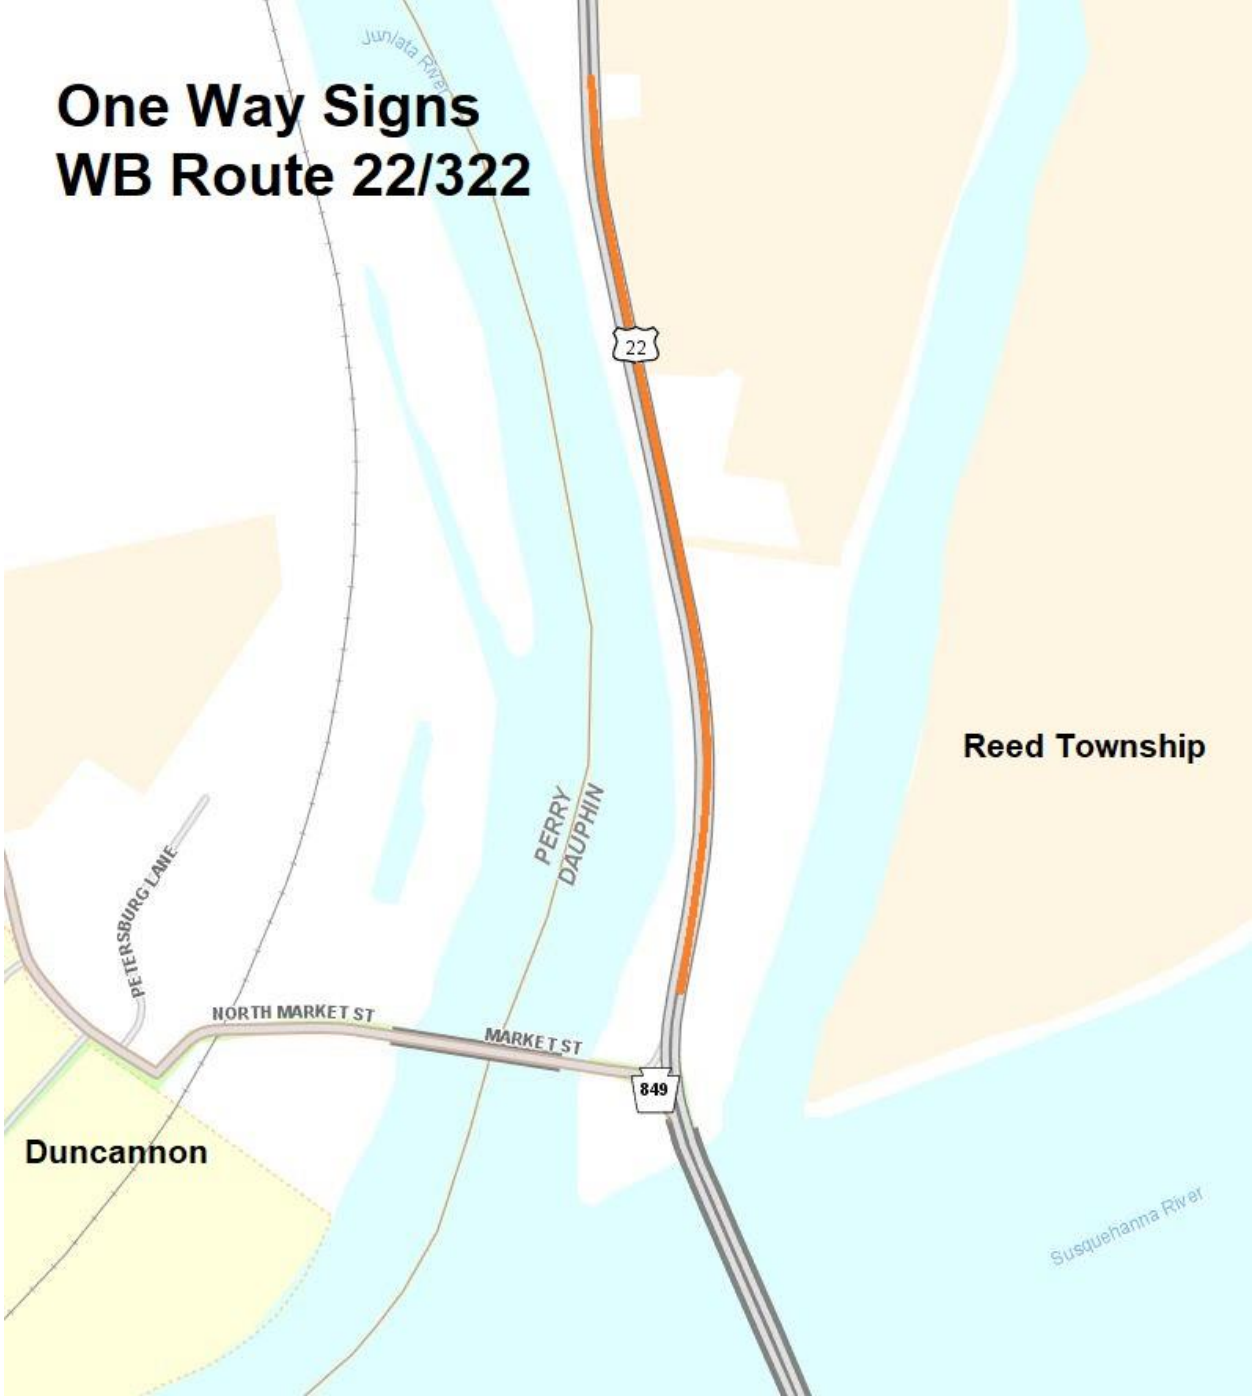 Juniata River
One Way Signs
WB Route 22/322
22
Reed Township
PERRY
DAUPHIN
PETERSBURG LANE
NORTH MARKET ST
MARKET ST
849
Duncannon
Susquehanna River